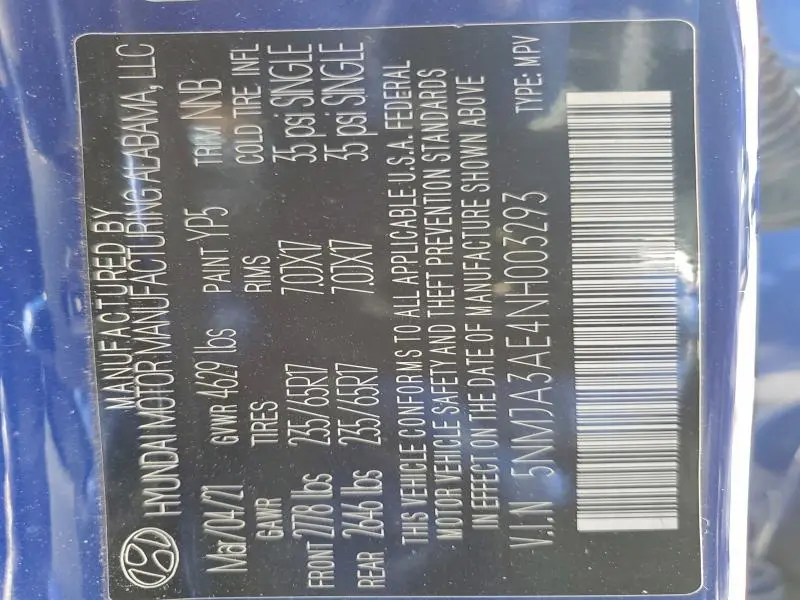 MANUFACTURED BY
HYUNDAI MOTOR MANUFACTURING ALABAMA, LLC
Mar/04/21 GVWR 4629 lbs PAINT YP5 TRIM NNB
GAWR TIRES RIMS COLD TIRE. INFL
FRONT 2778 lbs 235/65R17 7.0JX17 35 psi SINGLE
REAR 2646 lbs 235/65R17 7.0JX17 35 psi SINGLE
THIS VEHICLE CONFORMS TO ALL APPLICABLE U.S.A. FEDERAL
MOTOR VEHICLE SAFETY AND THEFT PREVENTION STANDARDS
IN EFFECT ON THE DATE OF MANUFACTURE SHOWN ABOVE
V.I.N 5NMJA3AE4NH003293 TYPE: MPV